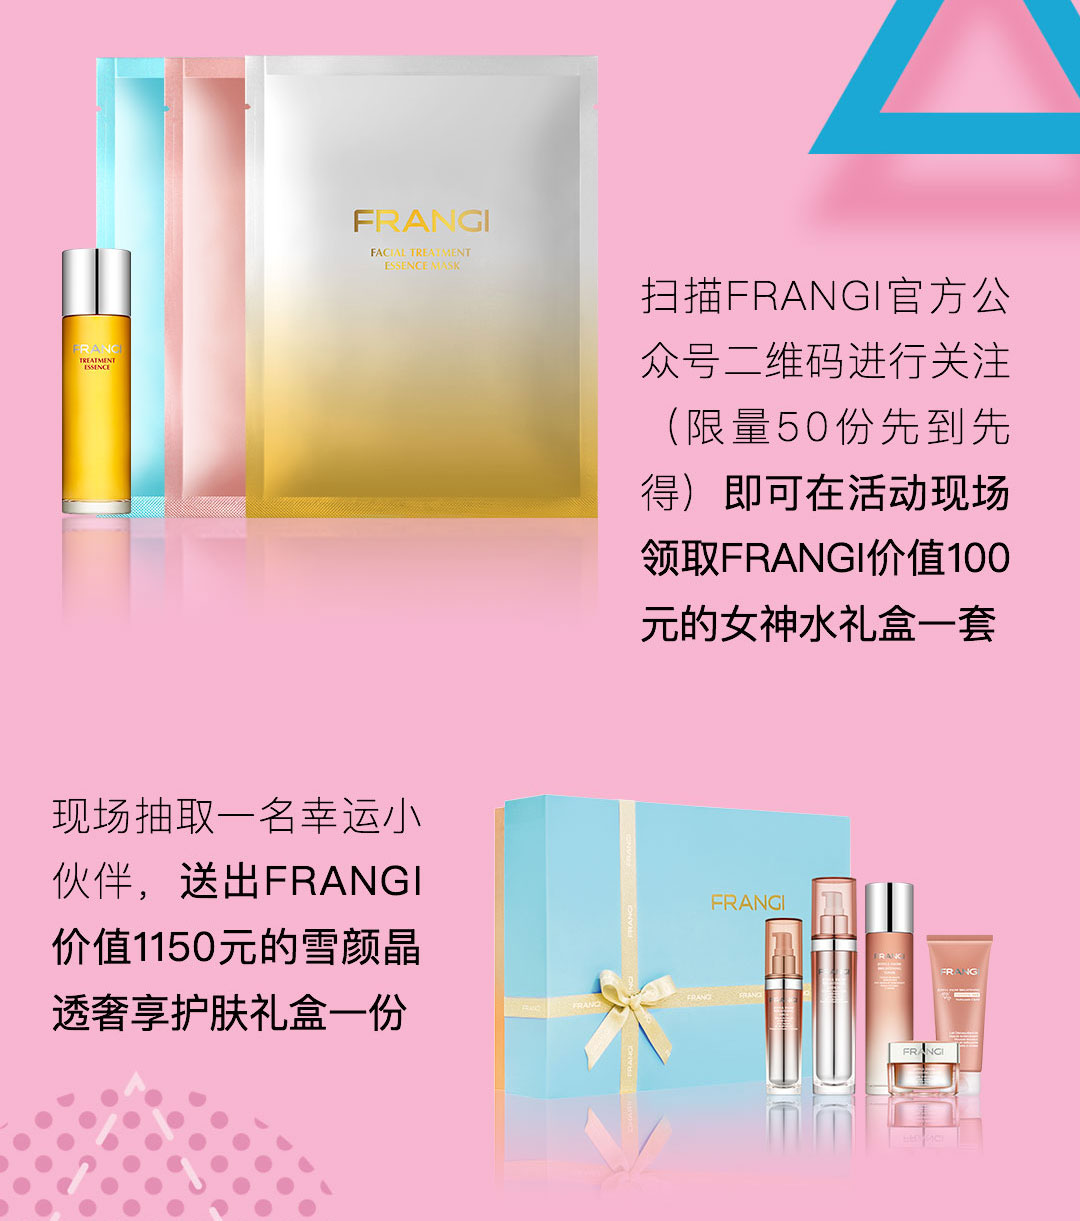 FRANGI
FACIAL TREATMENT
ESSENCE MASK
FRANGI
TREATMENT
ESSENCE
扫描FRANGI官方公
众号二维码进行关注
（限量50份先到先
得）即可在活动现场
领取FRANGI价值100
元的女神水礼盒一套
现场抽取一名幸运小
伙伴，送出FRANGI
价值1150元的雪颜晶
透奢享护肤礼盒一份
FRANGI
FRANGI
FRANGI
FRANGI